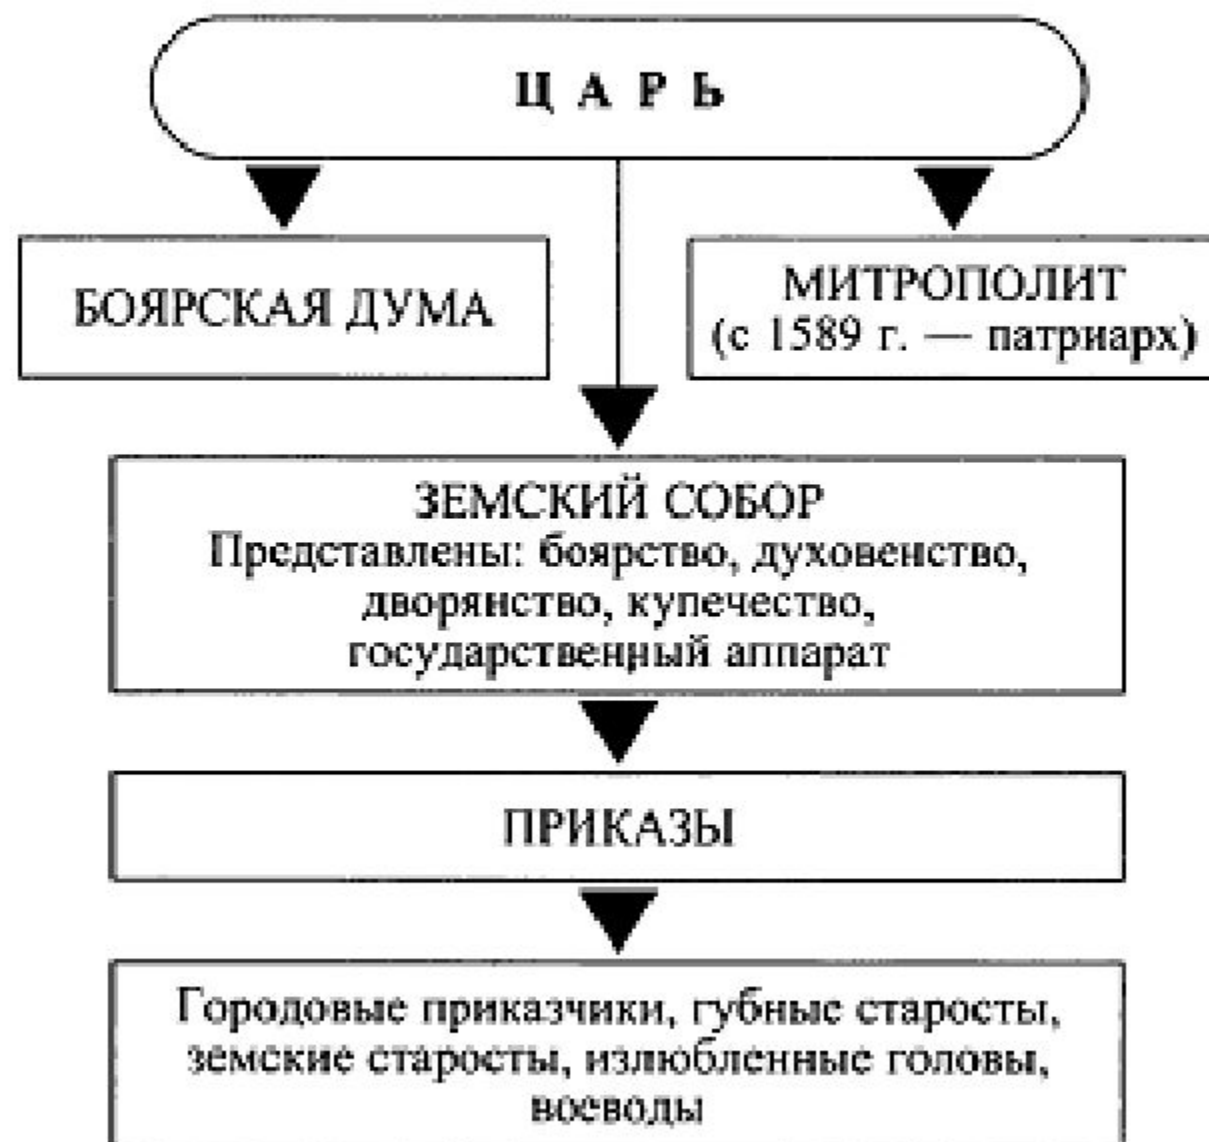 ЦАРЬ
БОЯРСКАЯ ДУМА
МИТРОПОЛИТ
(с 1589 г. — патриарх)
ЗЕМСКИЙ СОБОР
Представлены: боярство, духовенство,
дворянство, купечество,
государственный аппарат
ПРИКАЗЫ
Городовые приказчики, губные старосты,
земские старосты, излюбленные головы,
воеводы